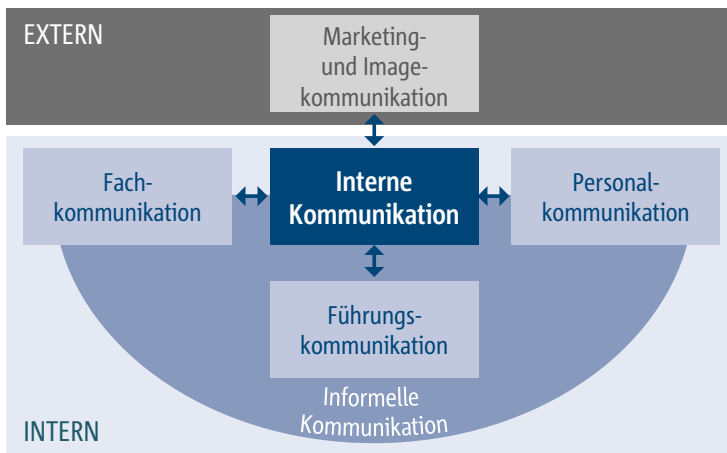 EXTERN
Marketing-
und Image-
kommunikation
Fach-
kommunikation
Interne
Kommunikation
Personal-
kommunikation
Führungs-
kommunikation
Informelle
Kommunikation
INTERN